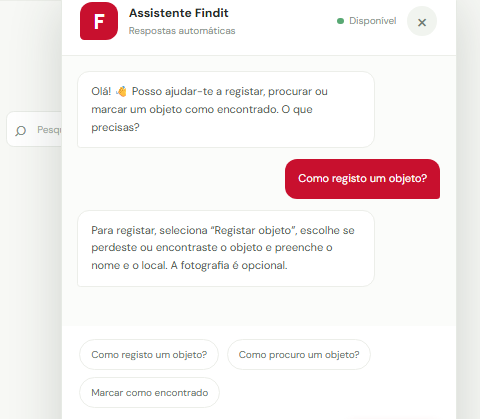 F
Assistente Findit
Respostas automáticas
Disponível
×
Olá! 👋 Posso ajudar-te a registar, procurar ou
marcar um objeto como encontrado. O que
precisas?
Como registo um objeto?
Para registar, seleciona “Registar objeto”, escolhe se
perdeste ou encontraste o objeto e preenche o
nome e o local. A fotografia é opcional.
Como registo um objeto?
Como procuro um objeto?
Marcar como encontrado